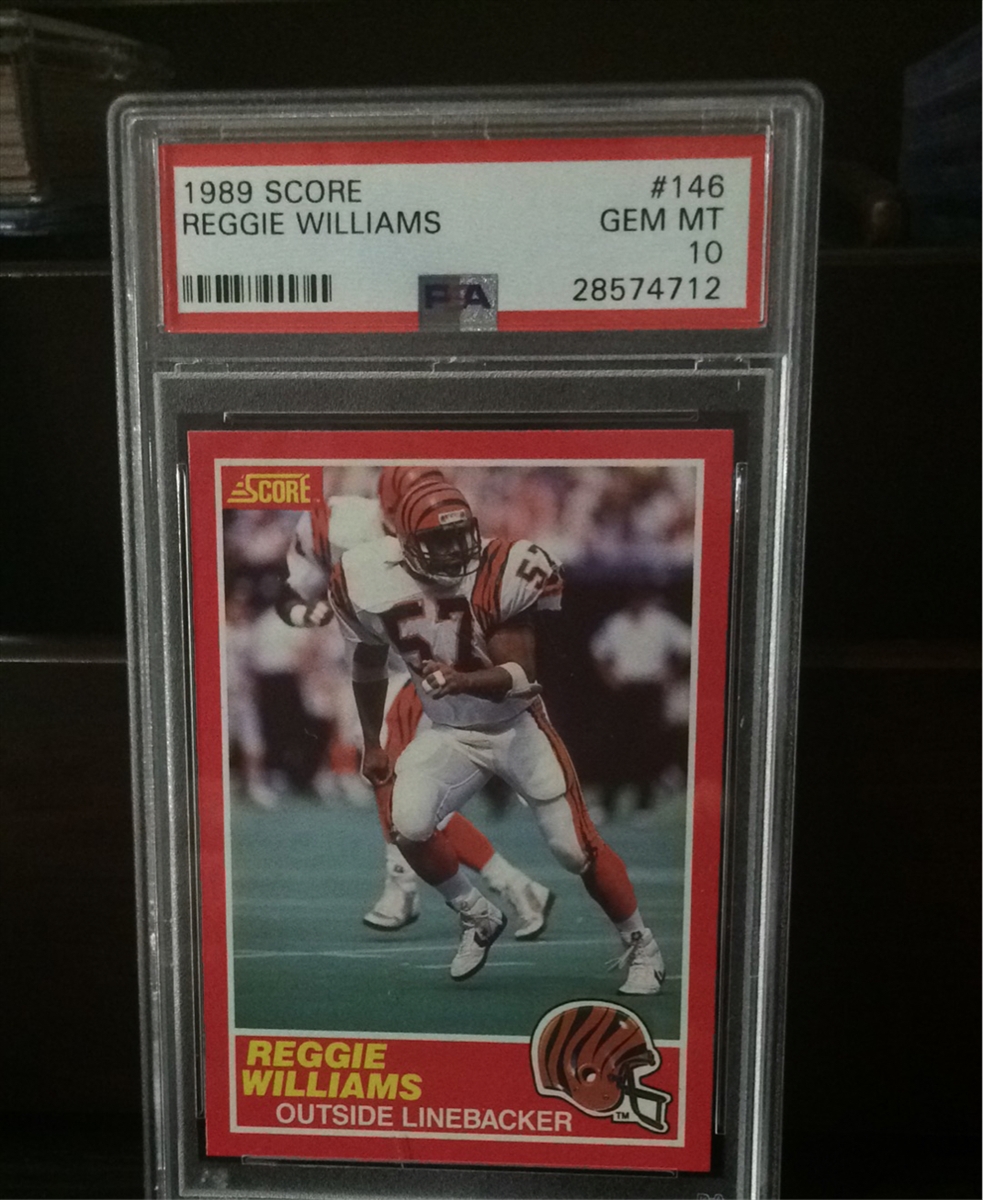 1989 SCORE #146
REGGIE WILLIAMS GEM MT
10
28574712
PSA
SCORE
57
57
REGGIE
WILLIAMS
OUTSIDE LINEBACKER
TM